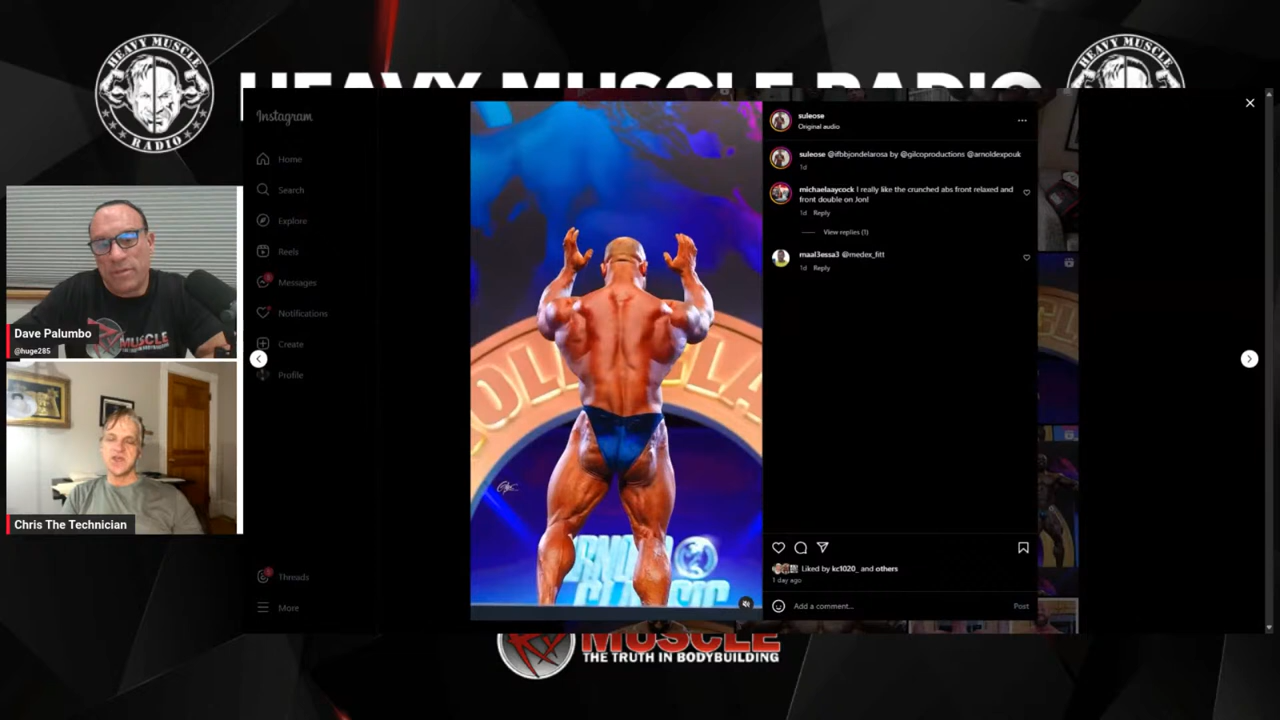 HEAVY MUSCLE
RADIO
HEAVY MUSCLE RADIO
HEAVY MUSCLE
Instagram
Home
Search
Explore
Reels
Messages
Notifications
Create
Profile
Threads
More
Dave Palumbo
@huge285
MUSCLE
Chris The Technician
suleose
Original audio
suleose @ifbbjondelarosa by @gilcoproductions @arnoldexpouk
1d
michaelaaycock I really like the crunched abs front relaxed and
front double on Jon!
1d Reply
View replies (1)
maal3essa3 @medex_fitt
1d Reply
Liked by kc1020_ and others
1 day ago
Add a comment...
Post
CLASSIC
MUSCLE
THE TRUTH IN BODYBUILDING